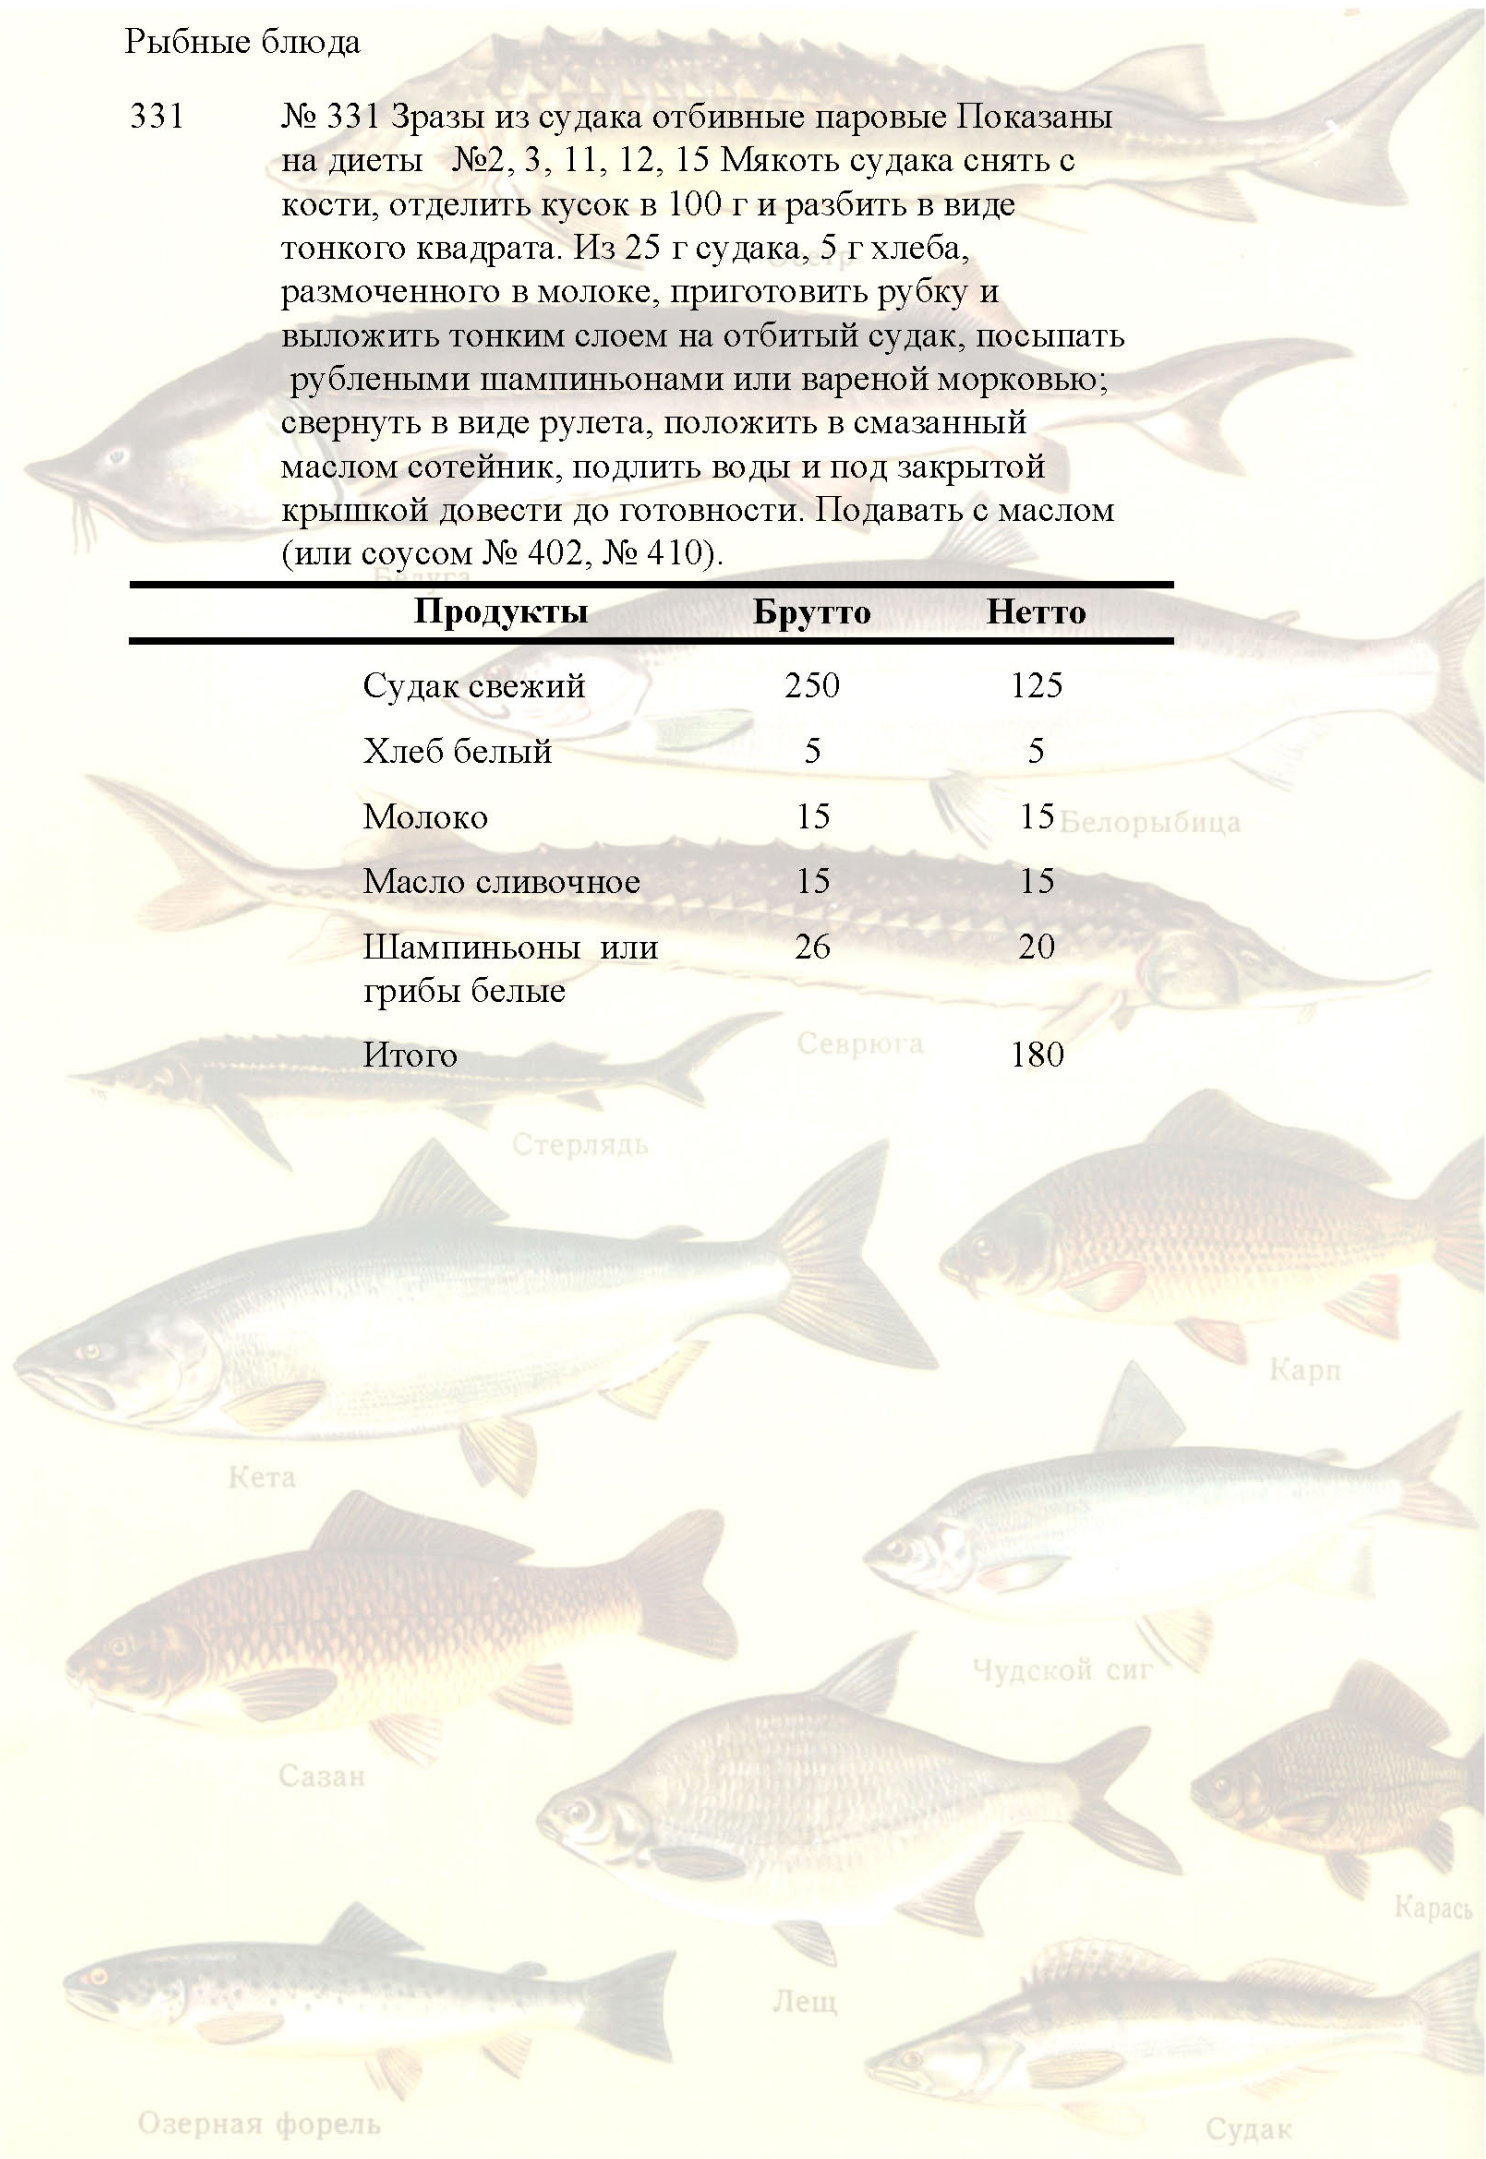 Рыбные блюда
331 № 331 Зразы из судака отбивные паровые Показаны
на диеты №2, 3, 11, 12, 15 Мякоть судака снять с
кости, отделить кусок в 100 г и разбить в виде
тонкого квадрата. Из 25 г судака, 5 г хлеба,
размоченного в молоке, приготовить рубку и
выложить тонким слоем на отбитый судак, посыпать
рублеными шампиньонами или вареной морковью;
свернуть в виде рулета, положить в смазанный
маслом сотейник, подлить воды и под закрытой
крышкой довести до готовности. Подавать с маслом
(или соусом № 402, № 410).
Осетр
Белуга
Продукты Брутто Нетто
Судак свежий 250 125
Хлеб белый 5 5
Молоко 15 15
Белорыбица
Масло сливочное 15 15
Шампиньоны или 26 20
грибы белые
Севрюга
Итого 180
Стерлядь
Карп
Кета
Чудской сиг
Сазан
Карась
Лещ
Озерная форель
Судак